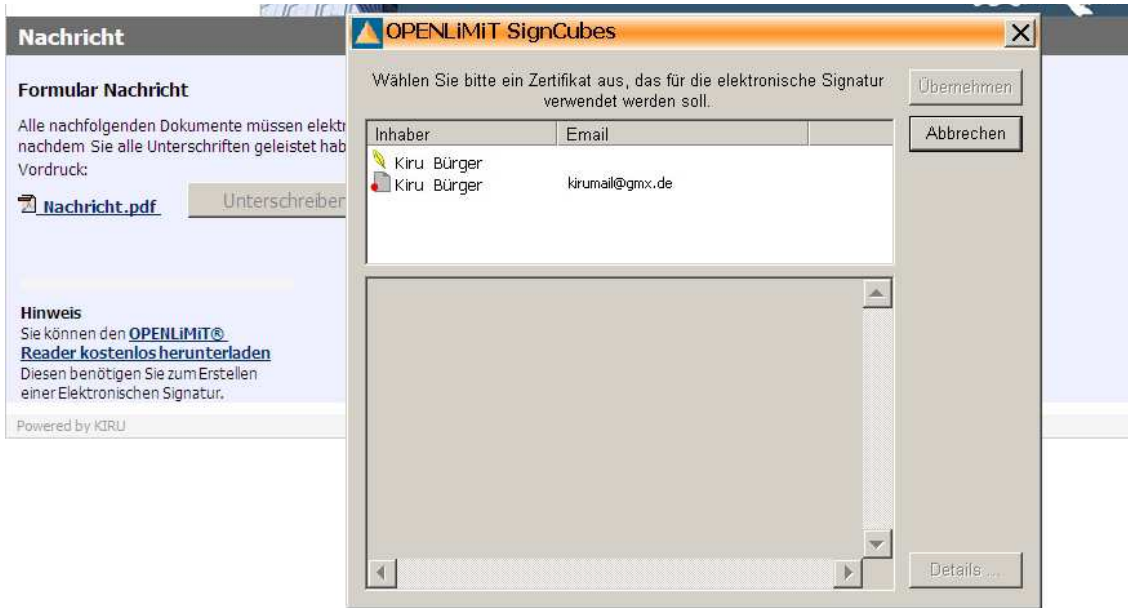 Nachricht
Formular Nachricht
Alle nachfolgenden Dokumente müssen elektr
nachdem Sie alle Unterschriften geleistet hab
Vordruck:
Nachricht.pdf
Unterschreiben
Hinweis
Sie können den OPENLiMiT®
Reader kostenlos herunterladen
Diesen benötigen Sie zum Erstellen
einer Elektronischen Signatur.
Powered by KIRU
OPENLiMiT SignCubes
Wählen Sie bitte ein Zertifikat aus, das für die elektronische Signatur
verwendet werden soll.
Übernehmen
Abbrechen
Inhaber Email
Kiru Bürger
Kiru Bürger kirumail@gmx.de
Details ...